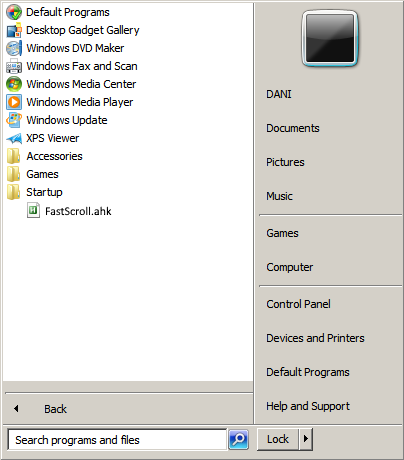 Default Programs
Desktop Gadget Gallery
Windows DVD Maker
Windows Fax and Scan
Windows Media Center
Windows Media Player
Windows Update
XPS Viewer
Accessories
Games
Startup
FastScroll.ahk
Back
Search programs and files
DANI
Documents
Pictures
Music
Games
Computer
Control Panel
Devices and Printers
Default Programs
Help and Support
Lock